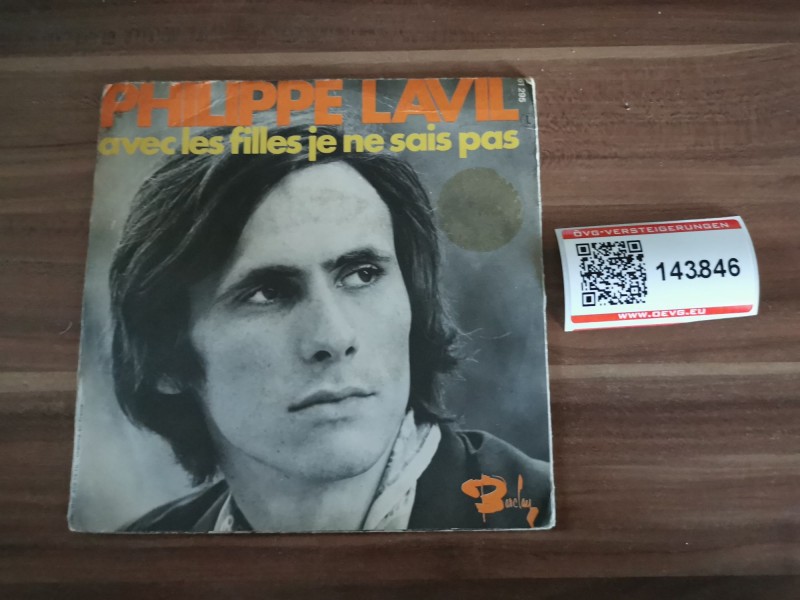 PHILIPPE LAVIL
avec les filles je ne sais pas
Barclay
ÖVG-VERSTEIGERUNGEN
143846
WWW.OEVG.EU